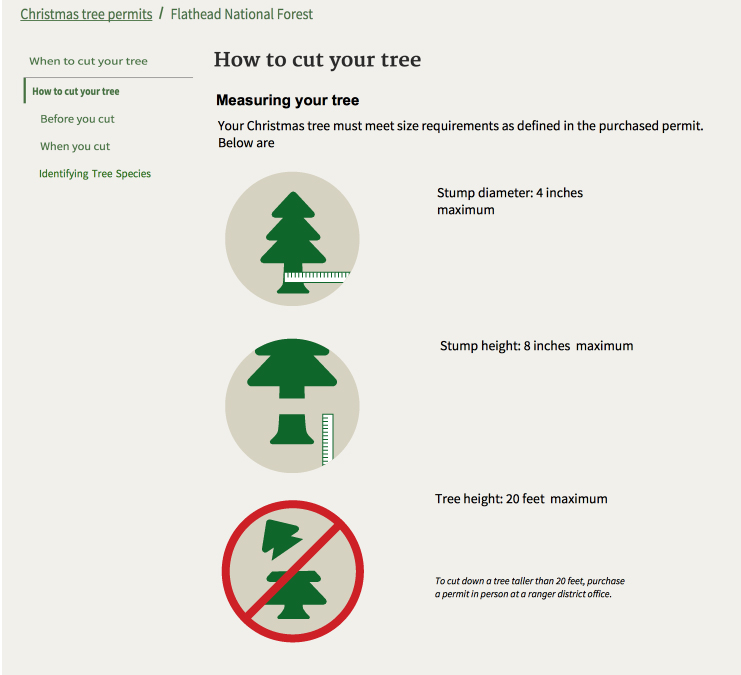 Christmas tree permits / Flathead National Forest
When to cut your tree
How to cut your tree
Before you cut
When you cut
Identifying Tree Species
How to cut your tree
Measuring your tree
Your Christmas tree must meet size requirements as defined in the purchased permit.
Below are
Stump diameter: 4 inches
maximum
Stump height: 8 inches maximum
Tree height: 20 feet maximum
To cut down a tree taller than 20 feet, purchase
a permit in person at a ranger district office.